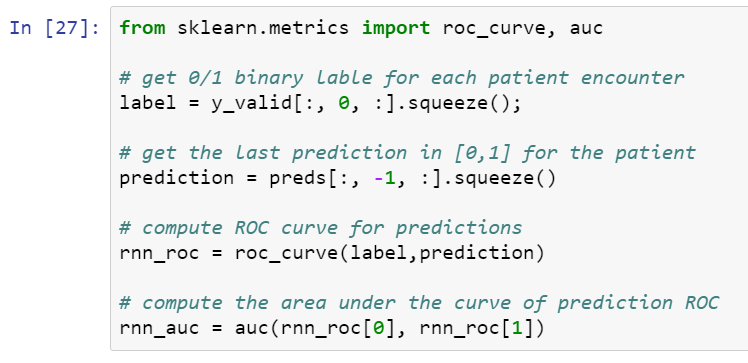 In [27]: from sklearn.metrics import roc_curve, auc
# get 0/1 binary lable for each patient encounter
label = y_valid[:, 0, :].squeeze();
# get the last prediction in [0,1] for the patient
prediction = preds[:, -1, :].squeeze()
# compute ROC curve for predictions
rnn_roc = roc_curve(label,prediction)
# compute the area under the curve of prediction ROC
rnn_auc = auc(rnn_roc[0], rnn_roc[1])